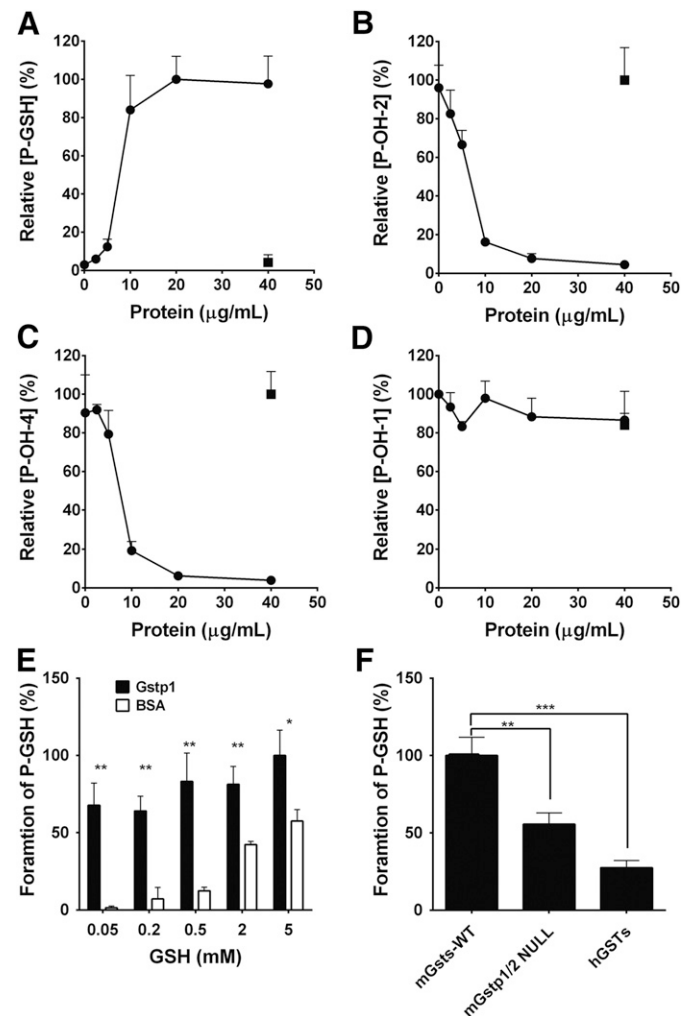 A
120
100
80
60
40
20
0
0 10 20 30 40 50
Relative [P-GSH] (%)
Protein (μg/mL)
B
120
100
80
60
40
20
0
0 10 20 30 40 50
Relative [P-OH-2] (%)
Protein (μg/mL)
C
120
100
80
60
40
20
0
0 10 20 30 40 50
Relative [P-OH-4] (%)
Protein (μg/mL)
D
120
100
80
60
40
20
0
0 10 20 30 40 50
Relative [P-OH-1] (%)
Protein (μg/mL)
E
150
100
50
0
Foramtion of P-GSH (%)
Gstp1
BSA
** ** ** ** *
0.05 0.2 0.5 2 5
GSH (mM)
F
150
100
50
0
Foramtion of P-GSH (%)
***
**
mGsts-WT
mGstp1/2 NULL
hGSTs